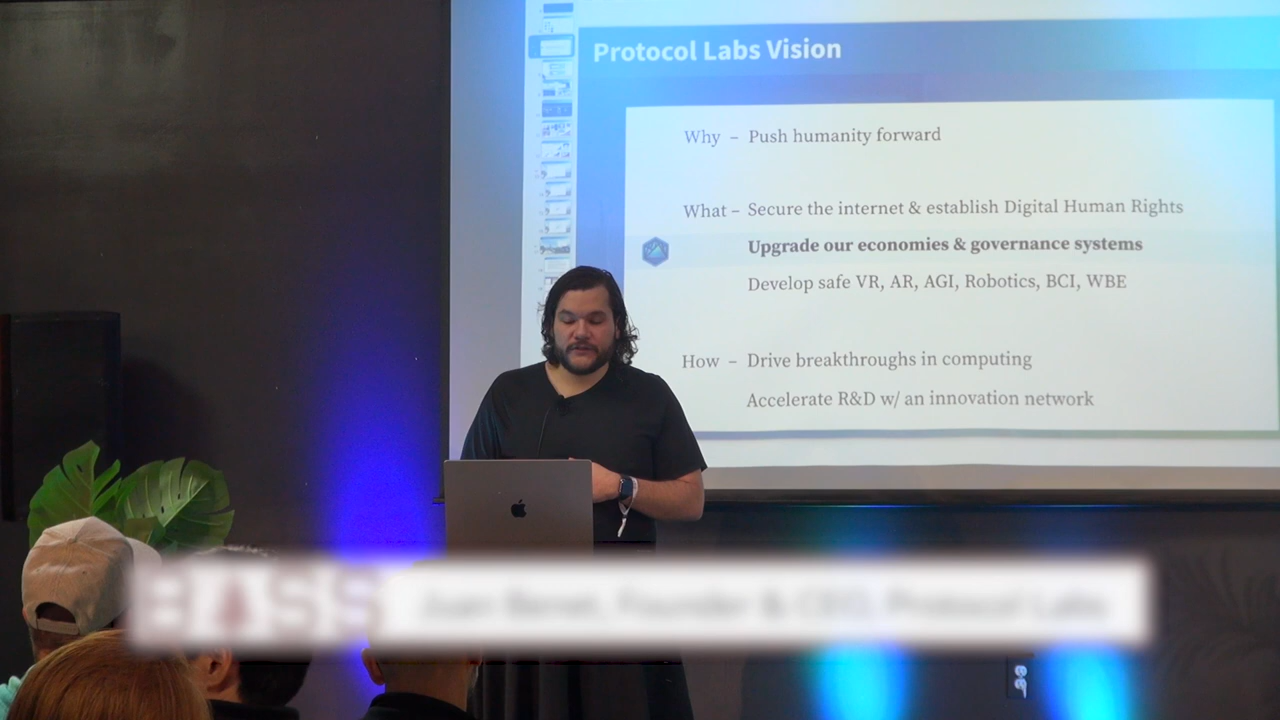 Protocol Labs Vision
Why – Push humanity forward
What – Secure the internet & establish Digital Human Rights
Upgrade our economies & governance systems
Develop safe VR, AR, AGI, Robotics, BCI, WBE
How – Drive breakthroughs in computing
Accelerate R&D w/ an innovation network